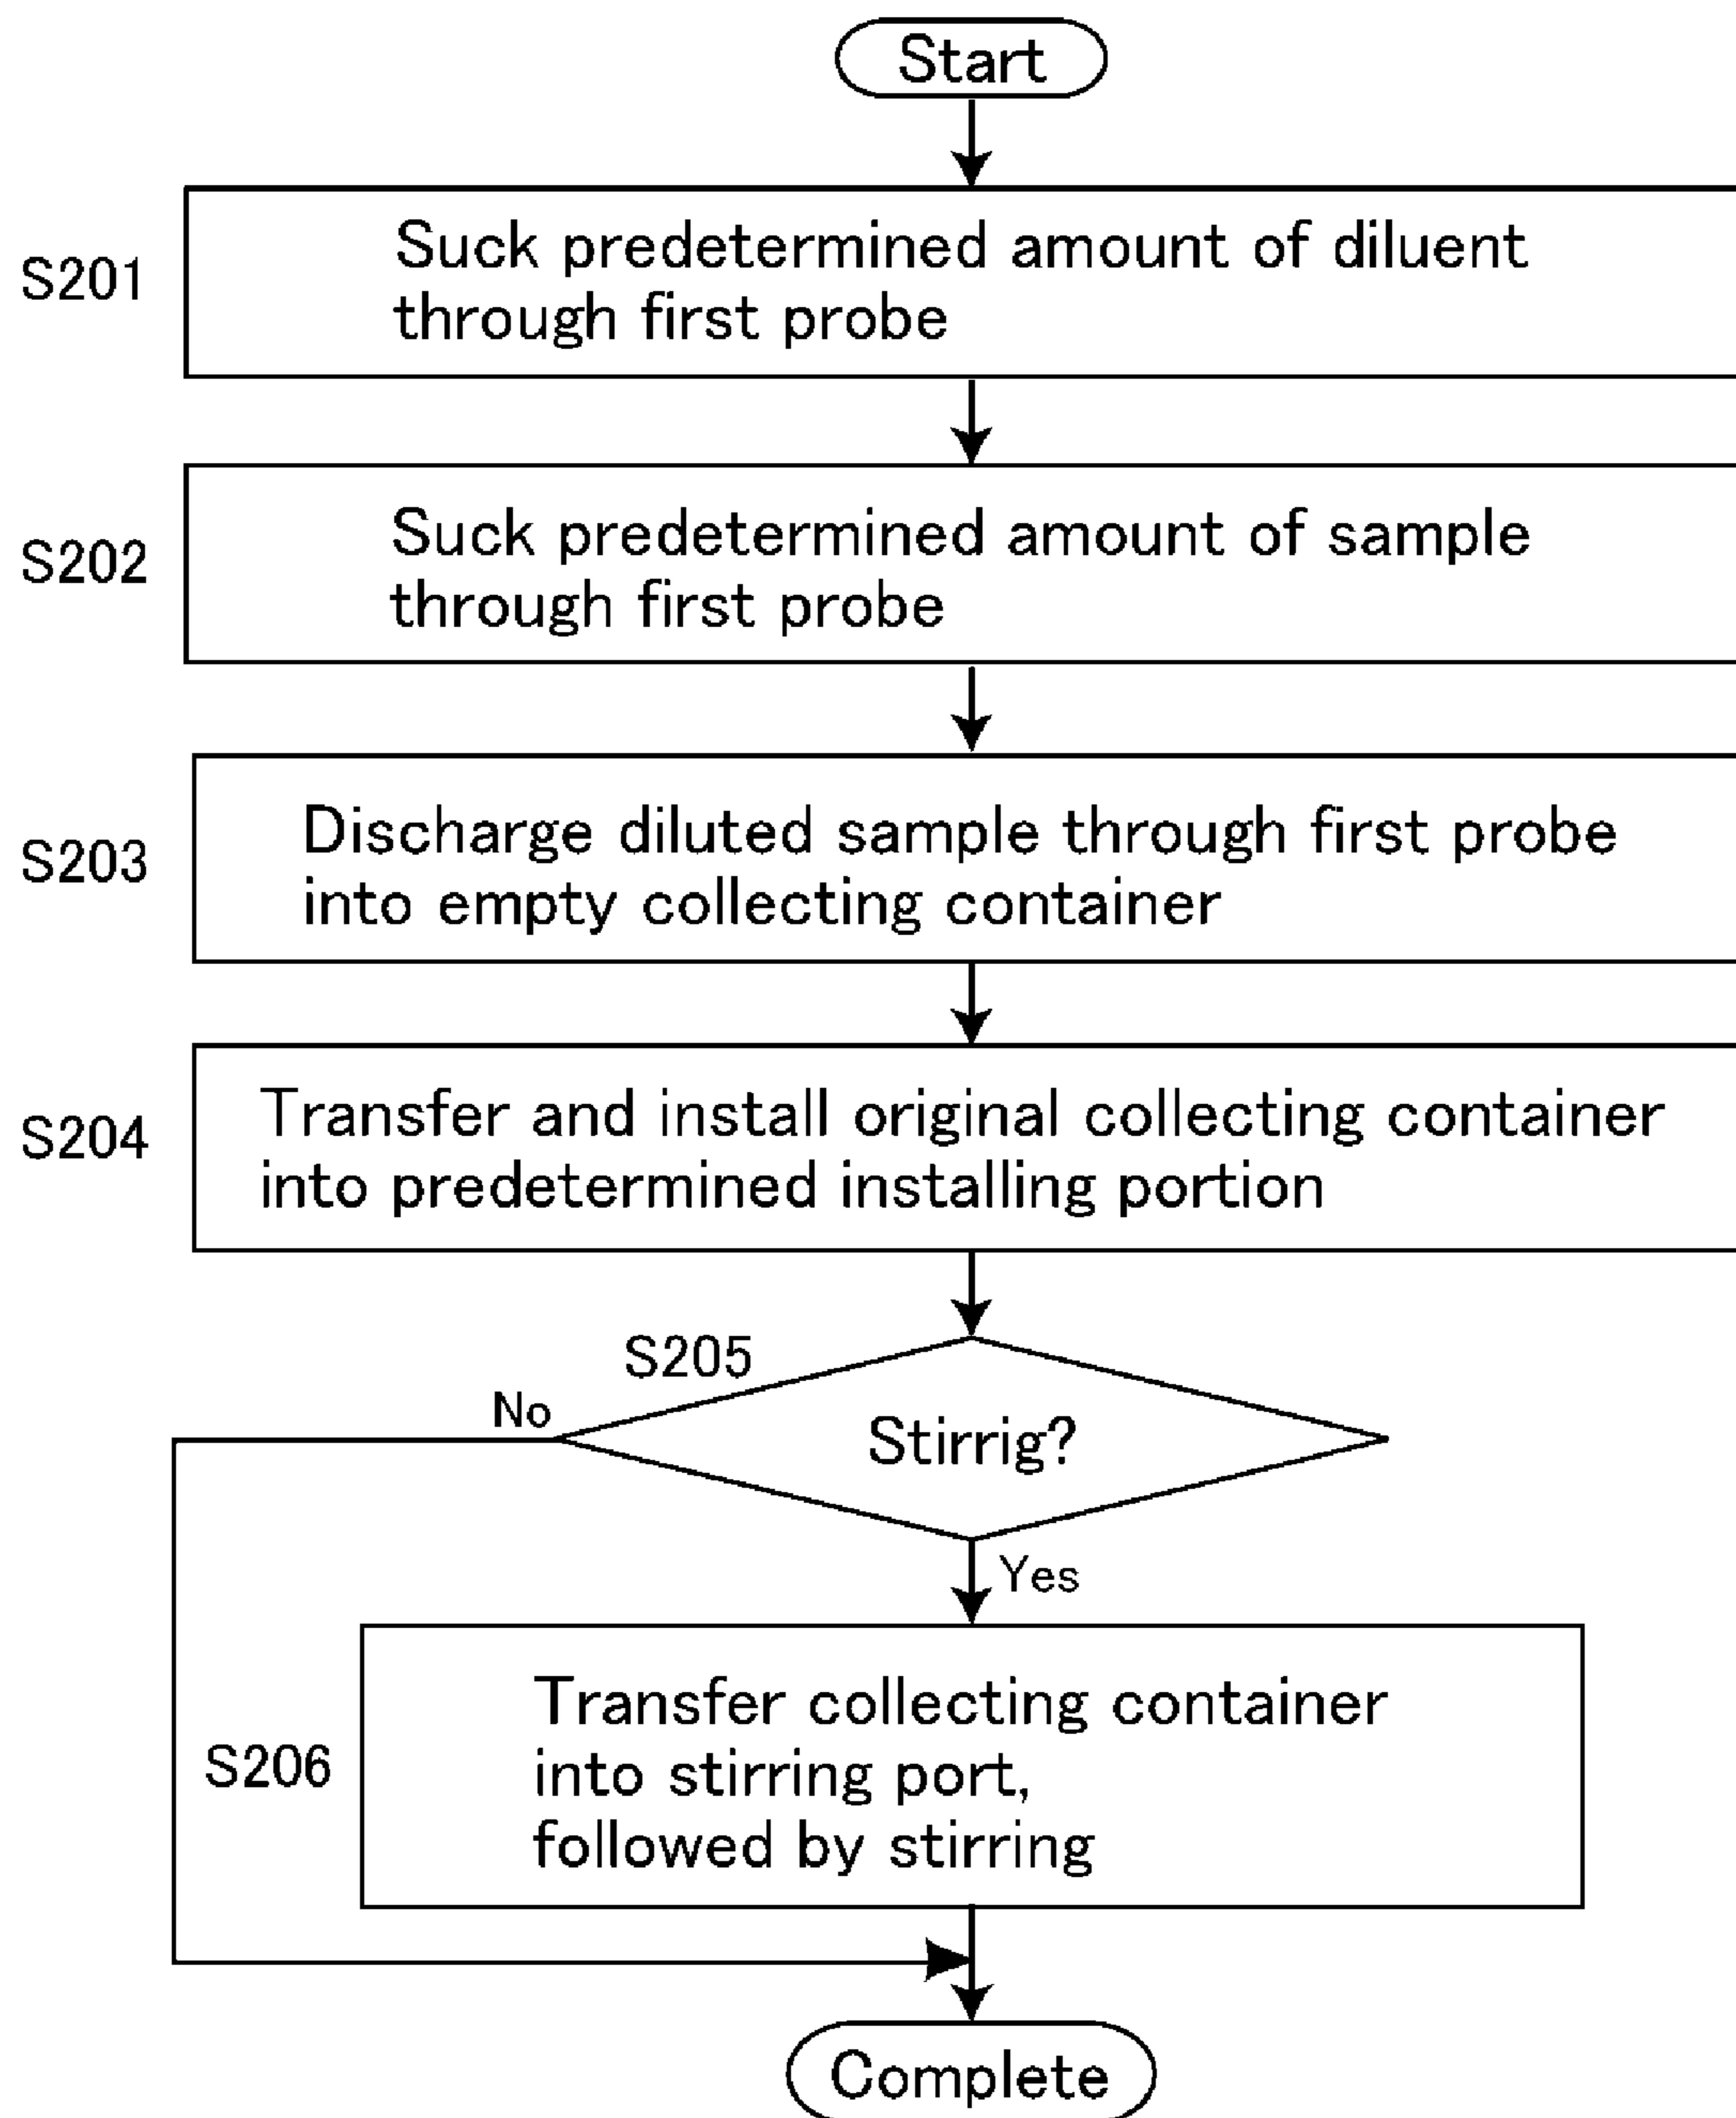 Start
S201
Suck predetermined amount of diluent
through first probe
S202
Suck predetermined amount of sample
through first probe
S203
Discharge diluted sample through first probe
into empty collecting container
S204
Transfer and install original collecting container
into predetermined installing portion
S205
No
Stirrig?
Yes
S206
Transfer collecting container
into stirring port,
followed by stirring
Complete